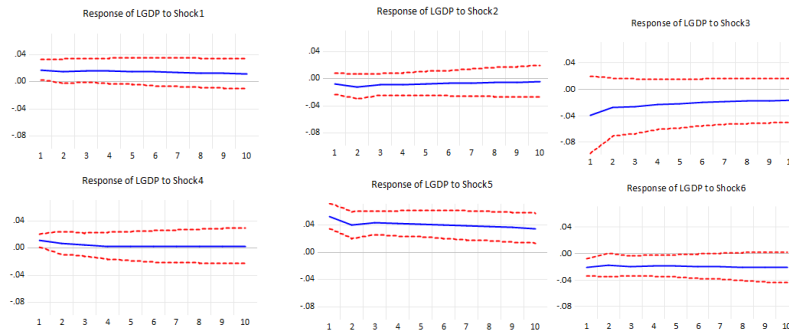 Response of LGDP to Shock1
.04
.00
-.04
-.08
1 2 3 4 5 6 7 8 9 10
Response of LGDP to Shock2
.04
.00
-.04
-.08
1 2 3 4 5 6 7 8 9 10
Response of LGDP to Shock3
.04
.00
-.04
-.08
1 2 3 4 5 6 7 8 9 1
Response of LGDP to Shock4
.04
.00
-.04
-.08
1 2 3 4 5 6 7 8 9 10
Response of LGDP to Shock5
.04
.00
-.04
-.08
1 2 3 4 5 6 7 8 9 10
Response of LGDP to Shock6
.04
.00
-.04
-.08
1 2 3 4 5 6 7 8 9 10